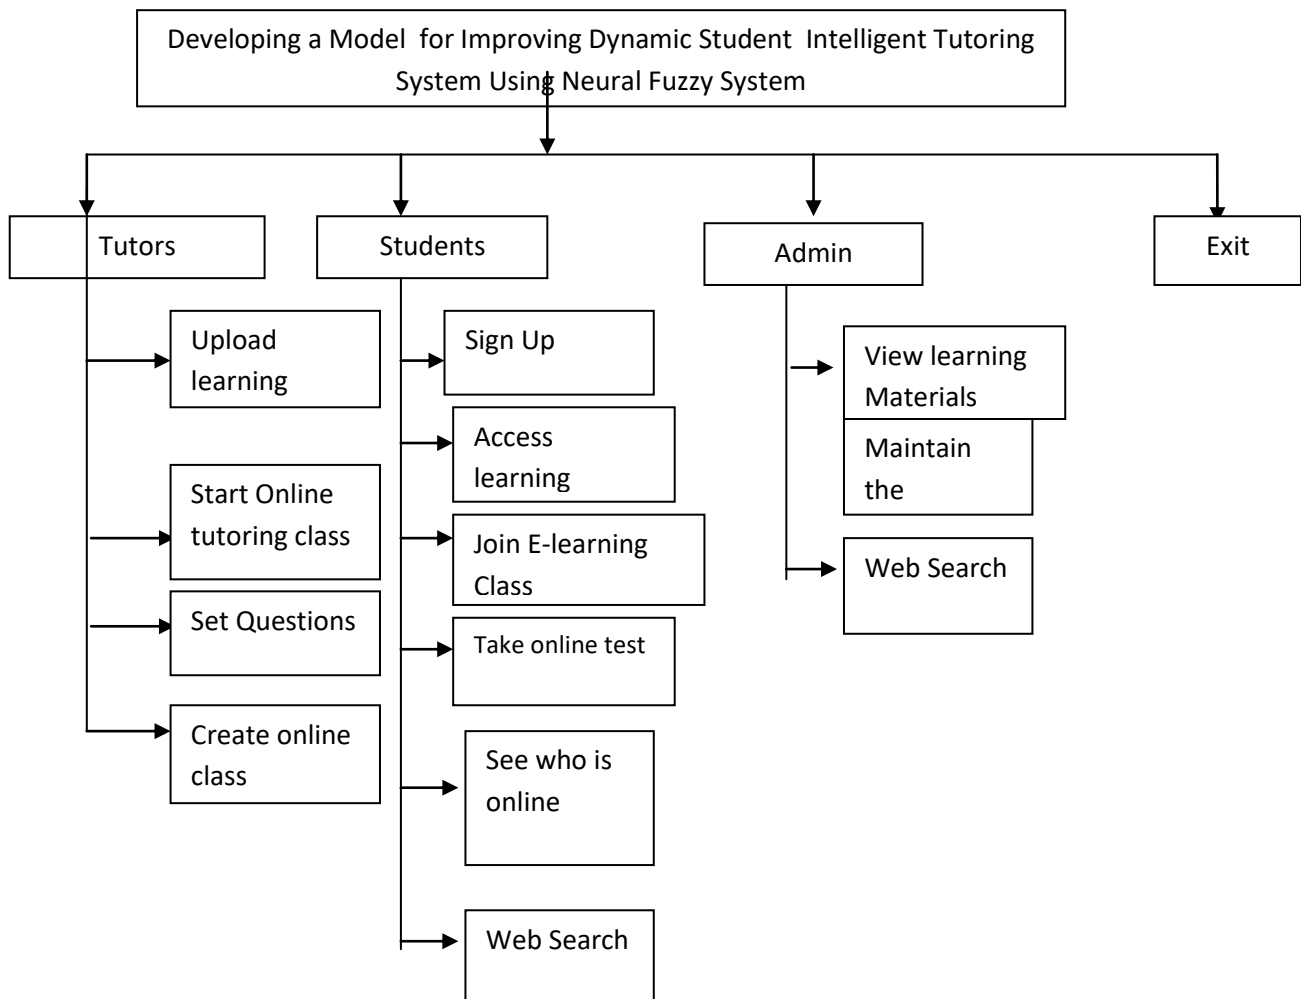 Developing a Model for Improving Dynamic Student Intelligent Tutoring
System Using Neural Fuzzy System
Tutors
Students
Admin
Exit
Upload
learning
Start Online
tutoring class
Set Questions
Create online
class
Sign Up
Access
learning
Join E-learning
Class
Take online test
See who is
online
Web Search
View learning
Materials
Maintain
the
Web Search